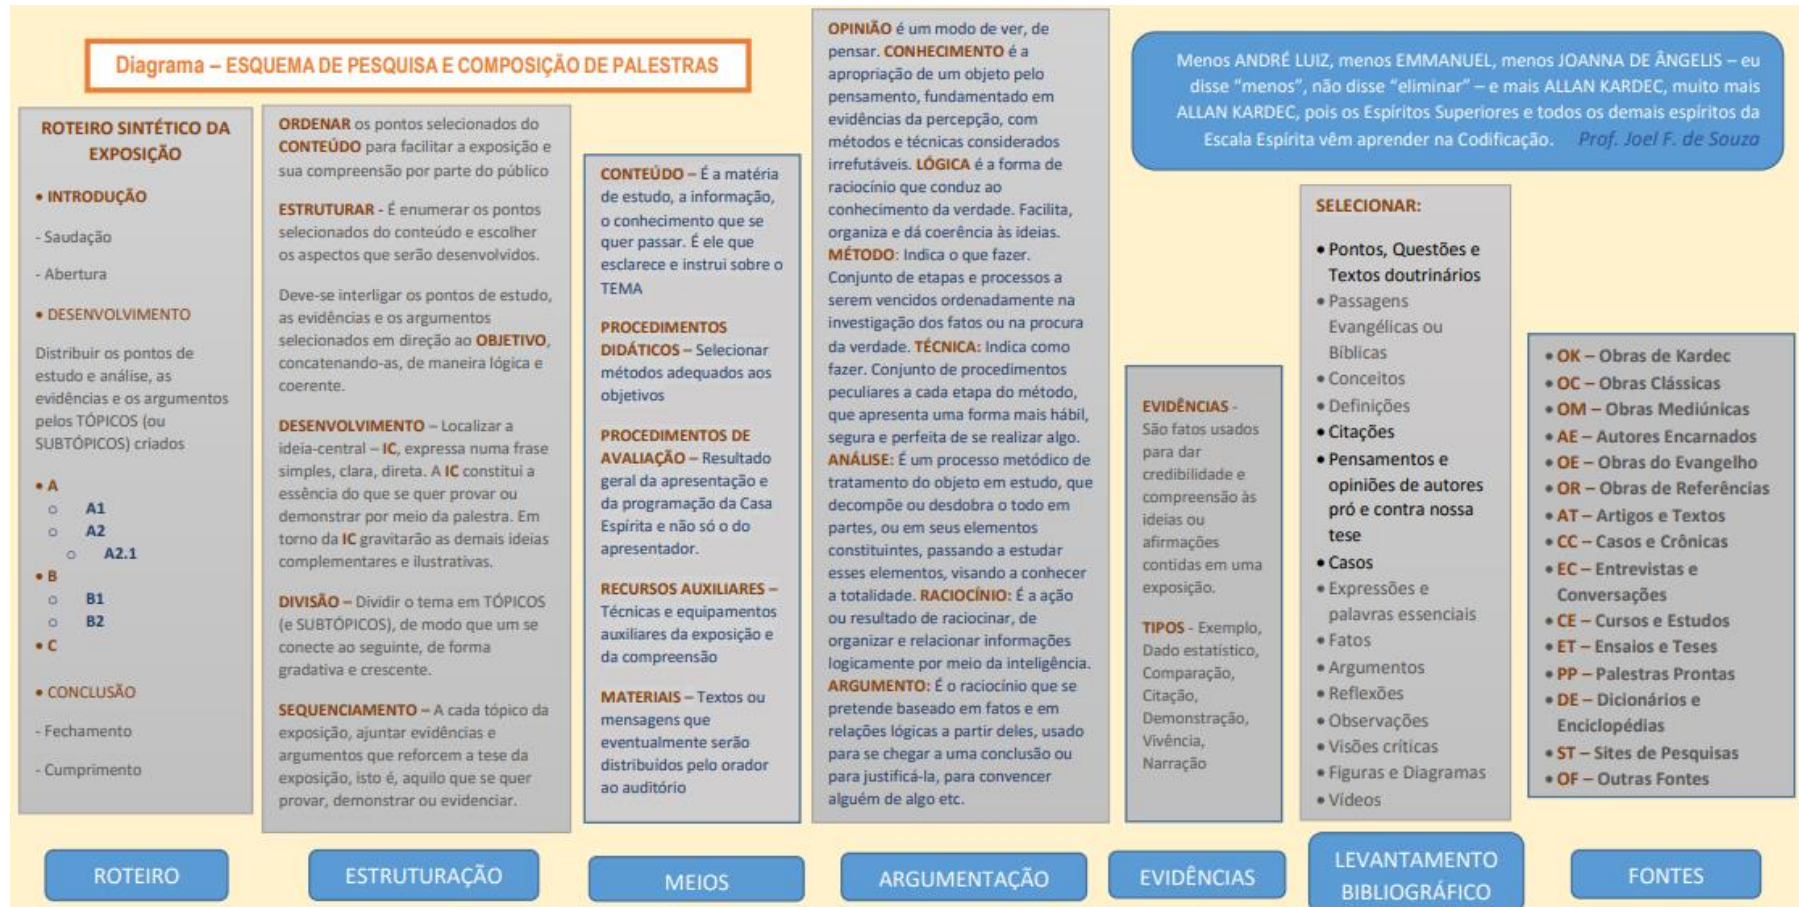 Diagrama – ESQUEMA DE PESQUISA E COMPOSIÇÃO DE PALESTRAS
Menos ANDRÉ LUIZ, menos EMMANUEL, menos JOANNA DE ÂNGELIS – eu
disse “menos”, não disse “eliminar” – e mais ALLAN KARDEC, muito mais
ALLAN KARDEC, pois os Espíritos Superiores e todos os demais espíritos da
Escala Espírita vêm aprender na Codificação. Prof. Joel F. de Souza
ROTEIRO SINTÉTICO DA
EXPOSIÇÃO
• INTRODUÇÃO
- Saudação
- Abertura
• DESENVOLVIMENTO
Distribuir os pontos de
estudo e análise, as
evidências e os argumentos
pelos TÓPICOS (ou
SUBTÓPICOS) criados
• A
o A1
o A2
o A2.1
• B
o B1
o B2
• C
• CONCLUSÃO
- Fechamento
- Cumprimento
ROTEIRO
ORDENAR os pontos selecionados do
CONTEÚDO para facilitar a exposição e
sua compreensão por parte do público
ESTRUTURAR - É enumerar os pontos
selecionados do conteúdo e escolher
os aspectos que serão desenvolvidos.
Deve-se interligar os pontos de estudo,
as evidências e os argumentos
selecionados em direção ao OBJETIVO,
concatenando-as, de maneira lógica e
coerente.
DESENVOLVIMENTO – Localizar a
ideia-central – IC, expressa numa frase
simples, clara, direta. A IC constitui a
essência do que se quer provar ou
demonstrar por meio da palestra. Em
torno da IC gravitarão as demais ideias
complementares e ilustrativas.
DIVISÃO – Dividir o tema em TÓPICOS
(e SUBTÓPICOS), de modo que um se
conecte ao seguinte, de forma
gradativa e crescente.
SEQUENCIAMENTO – A cada tópico da
exposição, ajuntar evidências e
argumentos que reforcem a tese da
exposição, isto é, aquilo que se quer
provar, demonstrar ou evidenciar.
ESTRUTURAÇÃO
CONTEÚDO – É a matéria
de estudo, a informação,
o conhecimento que se
quer passar. É ele que
esclarece e instrui sobre o
TEMA
PROCEDIMENTOS
DIDÁTICOS – Selecionar
métodos adequados aos
objetivos
PROCEDIMENTOS DE
AVALIAÇÃO – Resultado
geral da apresentação e
da programação da Casa
Espírita e não só o do
apresentador.
RECURSOS AUXILIARES –
Técnicas e equipamentos
auxiliares da exposição e
da compreensão
MATERIAIS – Textos ou
mensagens que
eventualmente serão
distribuídos pelo orador
ao auditório
MEIOS
OPINIÃO é um modo de ver, de
pensar. CONHECIMENTO é a
apropriação de um objeto pelo
pensamento, fundamentado em
evidências da percepção, com
métodos e técnicas considerados
irrefutáveis. LÓGICA é a forma de
raciocínio que conduz ao
conhecimento da verdade. Facilita,
organiza e dá coerência às ideias.
MÉTODO: Indica o que fazer.
Conjunto de etapas e processos a
serem vencidos ordenadamente na
investigação dos fatos ou na procura
da verdade. TÉCNICA: Indica como
fazer. Conjunto de procedimentos
peculiares a cada etapa do método,
que apresenta uma forma mais hábil,
segura e perfeita de se realizar algo.
ANÁLISE: É um processo metódico de
tratamento do objeto em estudo, que
decompõe ou desdobra o todo em
partes, ou em seus elementos
constituintes, passando a estudar
esses elementos, visando a conhecer
a totalidade. RACIOCÍNIO: É a ação
ou resultado de raciocinar, de
organizar e relacionar informações
logicamente por meio da inteligência.
ARGUMENTO: É o raciocínio que se
pretende baseado em fatos e em
relações lógicas a partir deles, usado
para se chegar a uma conclusão ou
para justificá-la, para convencer
alguém de algo etc.
ARGUMENTAÇÃO
EVIDÊNCIAS -
São fatos usados
para dar
credibilidade e
compreensão às
ideias ou
afirmações
contidas em uma
exposição.
TIPOS - Exemplo,
Dado estatístico,
Comparação,
Citação,
Demonstração,
Vivência,
Narração
EVIDÊNCIAS
SELECIONAR:
• Pontos, Questões e
Textos doutrinários
• Passagens
Evangélicas ou
Bíblicas
• Conceitos
• Definições
• Citações
• Pensamentos e
opiniões de autores
pró e contra nossa
tese
• Casos
• Expressões e
palavras essenciais
• Fatos
• Argumentos
• Reflexões
• Observações
• Visões críticas
• Figuras e Diagramas
• Vídeos
LEVANTAMENTO
BIBLIOGRÁFICO
• OK – Obras de Kardec
• OC – Obras Clássicas
• OM – Obras Mediúnicas
• AE – Autores Encarnados
• OE – Obras do Evangelho
• OR – Obras de Referências
• AT – Artigos e Textos
• CC – Casos e Crônicas
• EC – Entrevistas e
Conversações
• CE – Cursos e Estudos
• ET – Ensaios e Teses
• PP – Palestras Prontas
• DE – Dicionários e
Enciclopédias
• ST – Sites de Pesquisas
• OF – Outras Fontes
FONTES